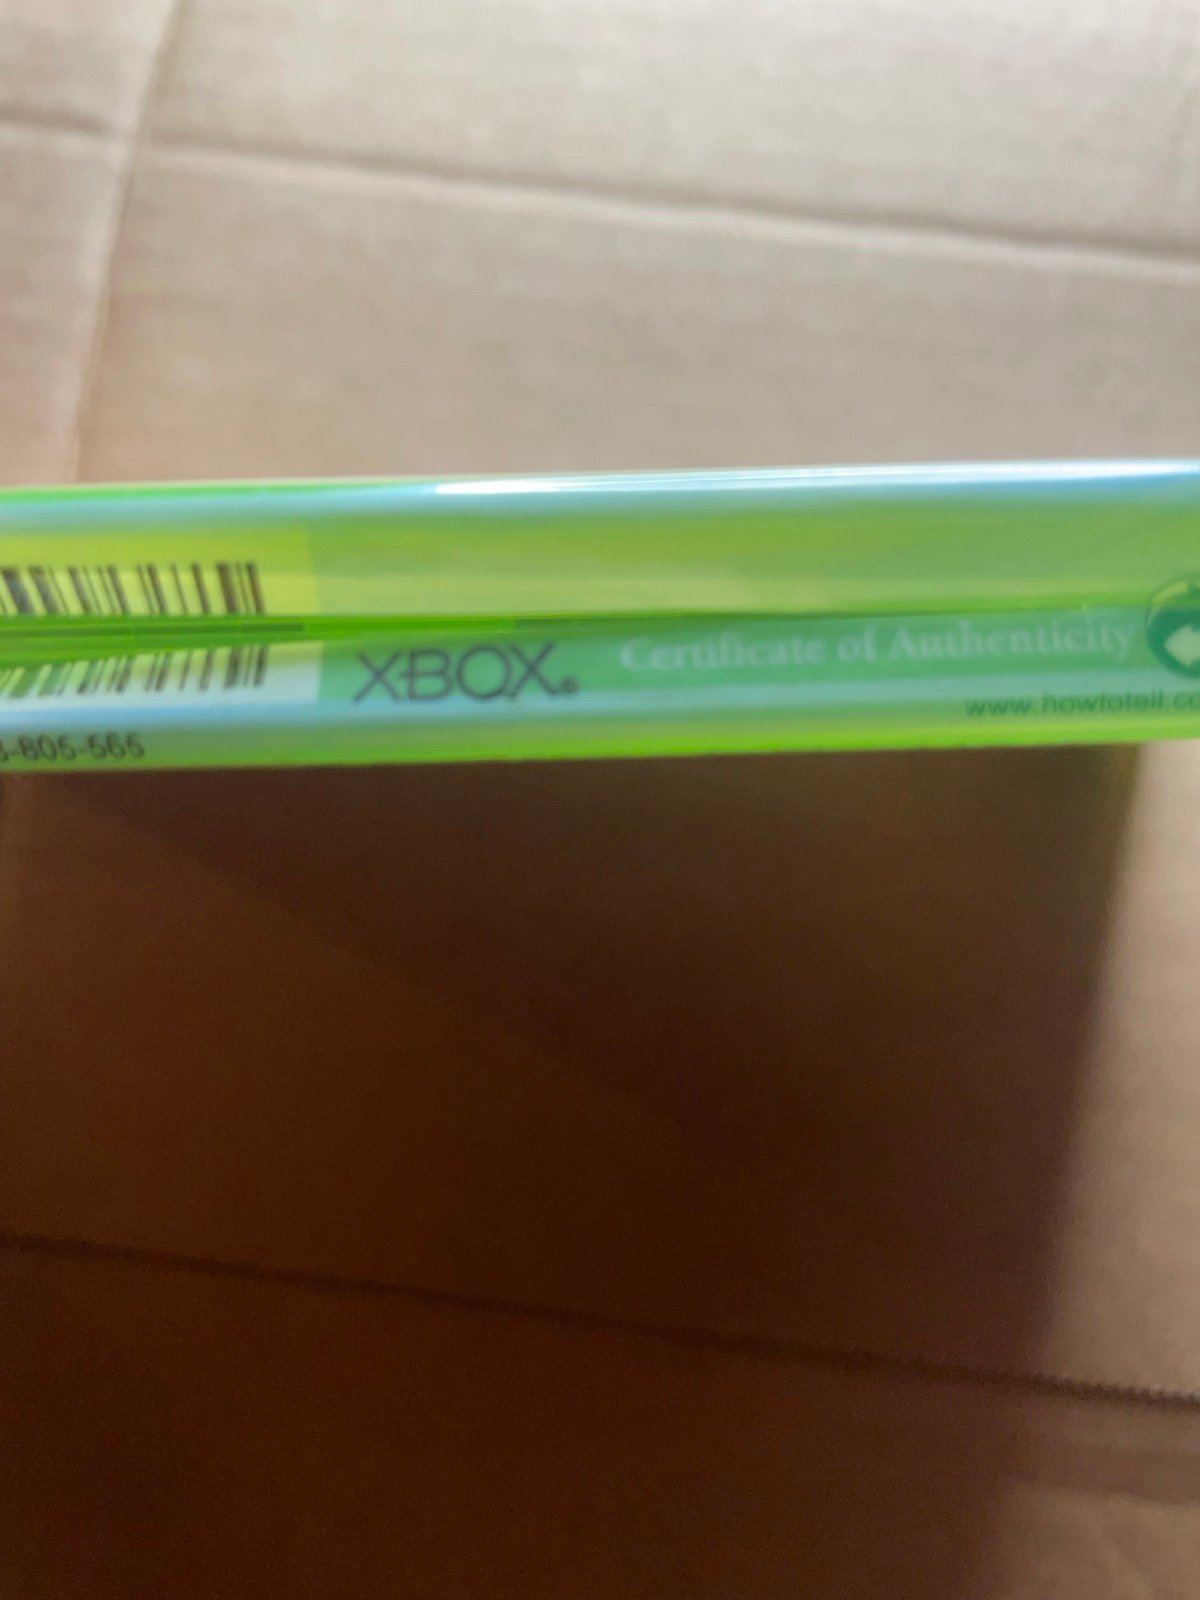 XBOX® Certificate of Authenticity
www.howtotell.co
-805-565